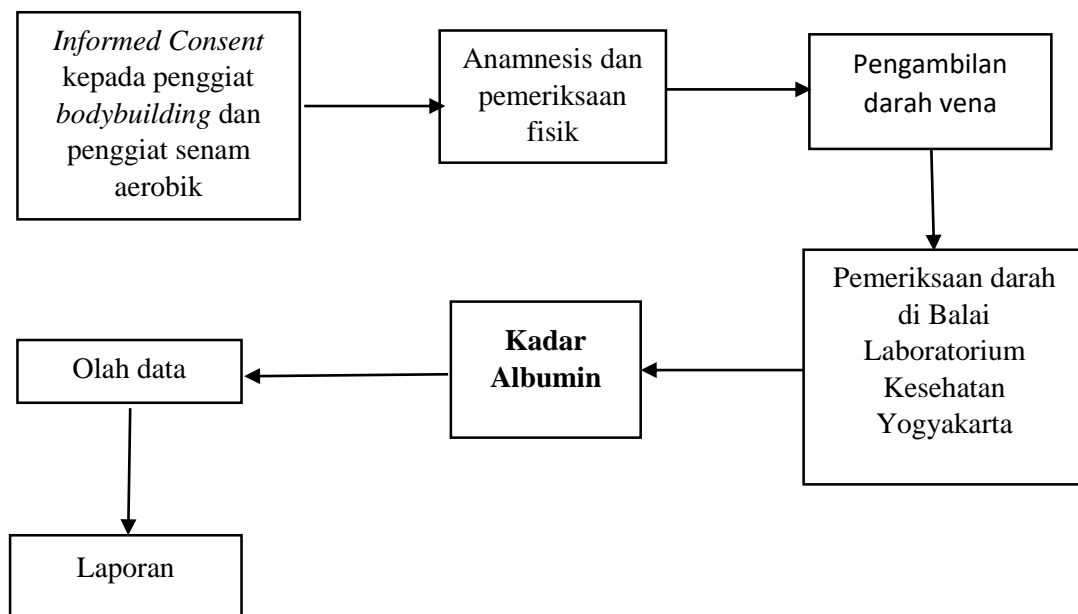 Informed Consent
kepada penggiat
bodybuilding dan
penggiat senam
aerobik
Anamnesis dan
pemeriksaan
fisik
Pengambilan
darah vena
Pemeriksaan darah
di Balai
Laboratorium
Kesehatan
Yogyakarta
Kadar
Albumin
Olah data
Laporan